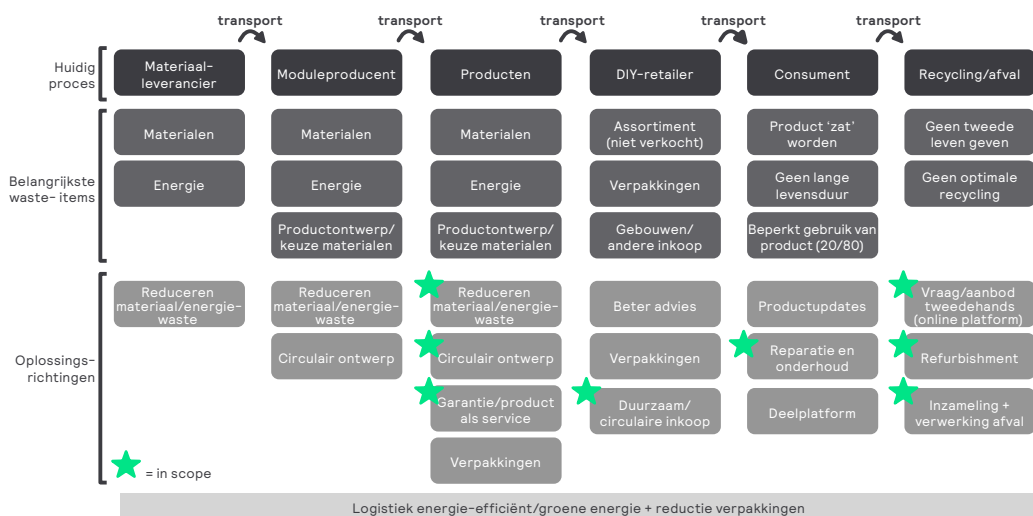 transport
transport
transport
transport
transport
Huidig
proces
Materiaal-
leverancier
Moduleproducent
Producten
DIY-retailer
Consument
Recycling/afval
Belangrijkste
waste- items
Materialen
Materialen
Materialen
Assortiment
(niet verkocht)
Product ‘zat’
worden
Geen tweede
leven geven
Energie
Energie
Energie
Verpakkingen
Geen lange
levensduur
Geen optimale
recycling
Productontwerp/
keuze materialen
Productontwerp/
keuze materialen
Gebouwen/
andere inkoop
Beperkt gebruik van
product (20/80)
Oplossings-
richtingen
Reduceren
materiaal/energie-
waste
Reduceren
materiaal/energie-
waste
Reduceren
materiaal/energie-
waste
Beter advies
Productupdates
Vraag/aanbod
tweedehands
(online platform)
Circulair ontwerp
Circulair ontwerp
Verpakkingen
Reparatie en
onderhoud
Refurbishment
Garantie/product
als service
Duurzaam/
circulaire inkoop
Deelplatform
Inzameling +
verwerking afval
Verpakkingen
= in scope
Logistiek energie-efficiënt/groene energie + reductie verpakkingen